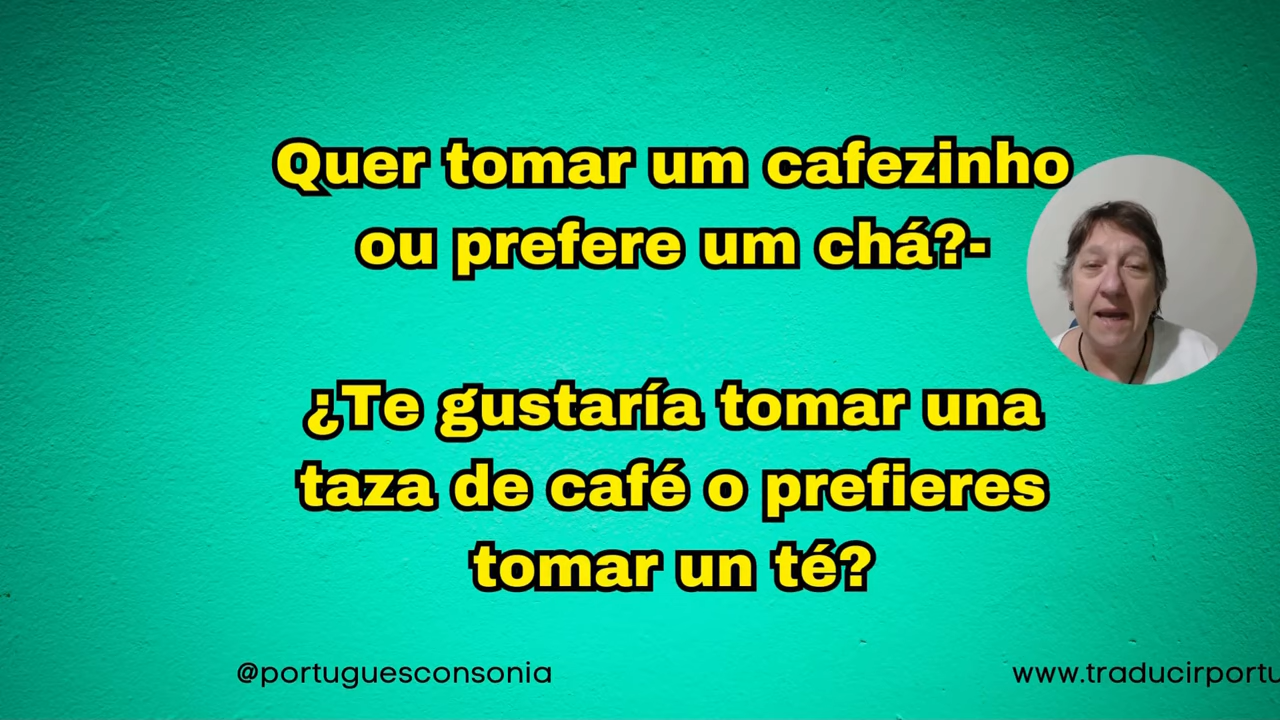 Quer tomar um cafezinho
ou prefere um chá?-
¿Te gustaría tomar una
taza de café o prefieres
tomar un té?
@portuguesconsonia
www.traducirportu